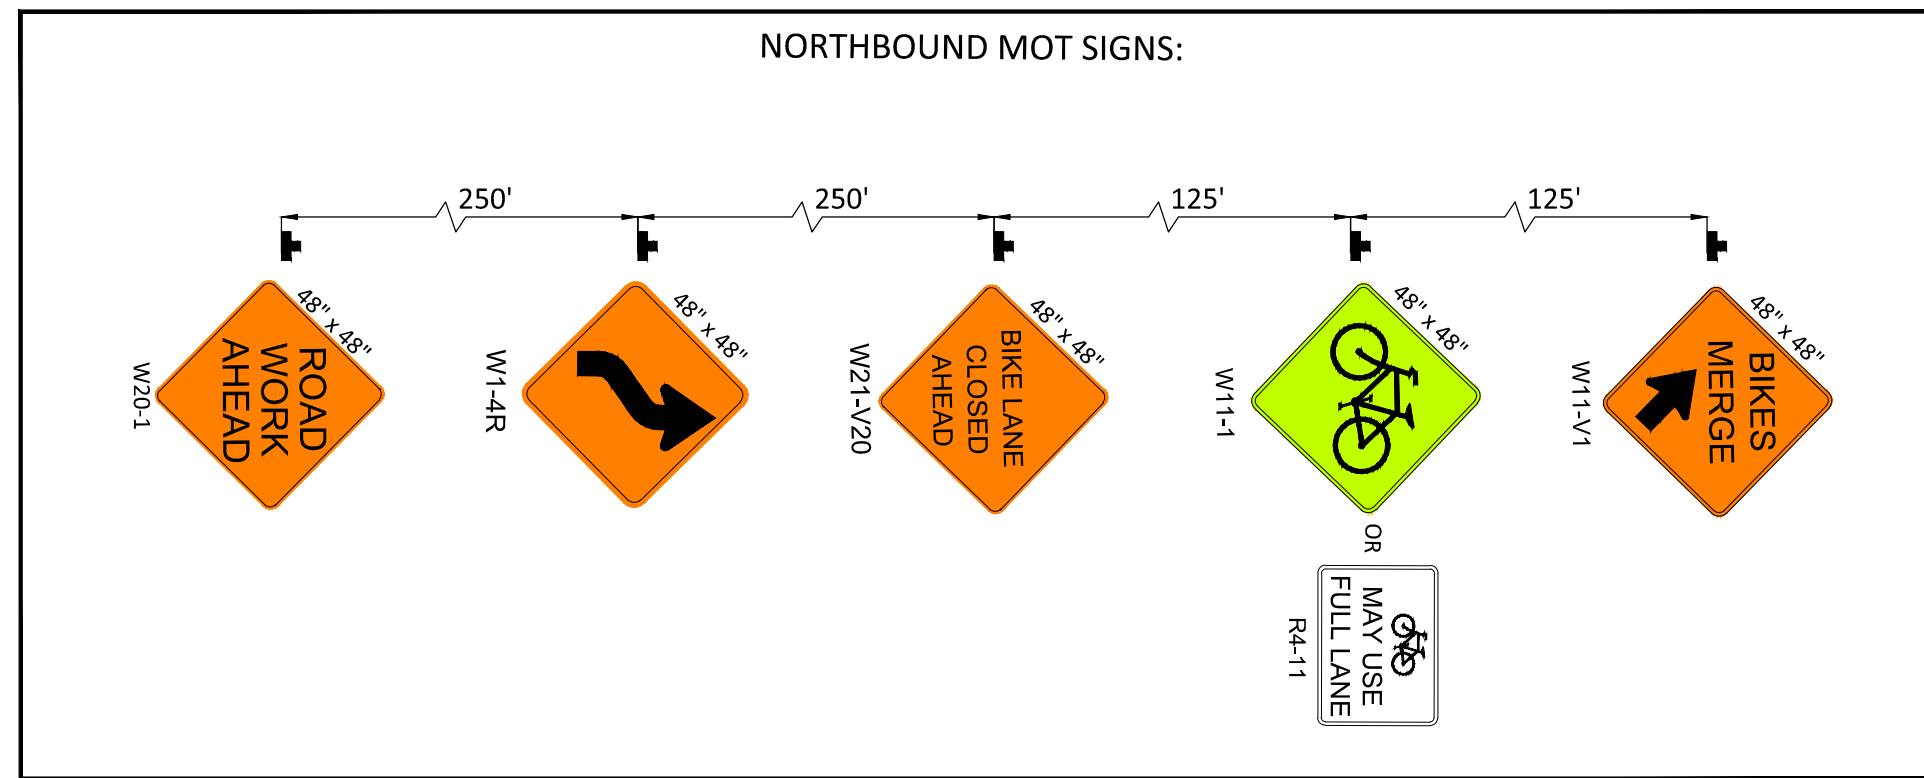 NORTHBOUND MOT SIGNS:
250'
250'
125'
125'
48" x 48"
ROAD
WORK
AHEAD
W20-1
48" x 48"
W1-4R
48" x 48"
BIKE LANE
CLOSED
AHEAD
W21-V20
48" x 48"
W11-1
OR
MAY USE
FULL LANE
R4-11
48" x 48"
BIKES
MERGE
W11-V1